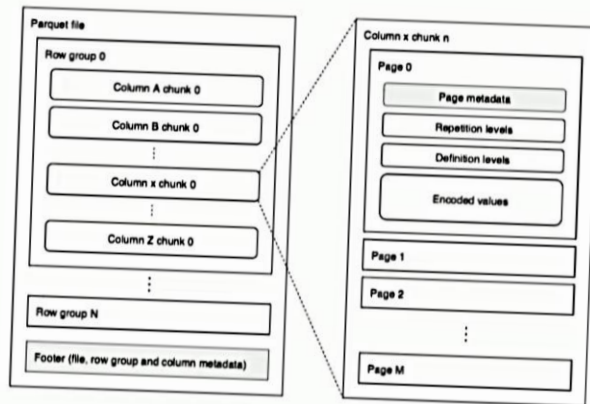 Parquet file
Row group 0
Column A chunk 0
Column B chunk 0
Column x chunk 0
Column Z chunk 0
Row group N
Footer (file, row group and column metadata)
Column x chunk n
Page 0
Page metadata
Repetition levels
Definition levels
Encoded values
Page 1
Page 2
Page M